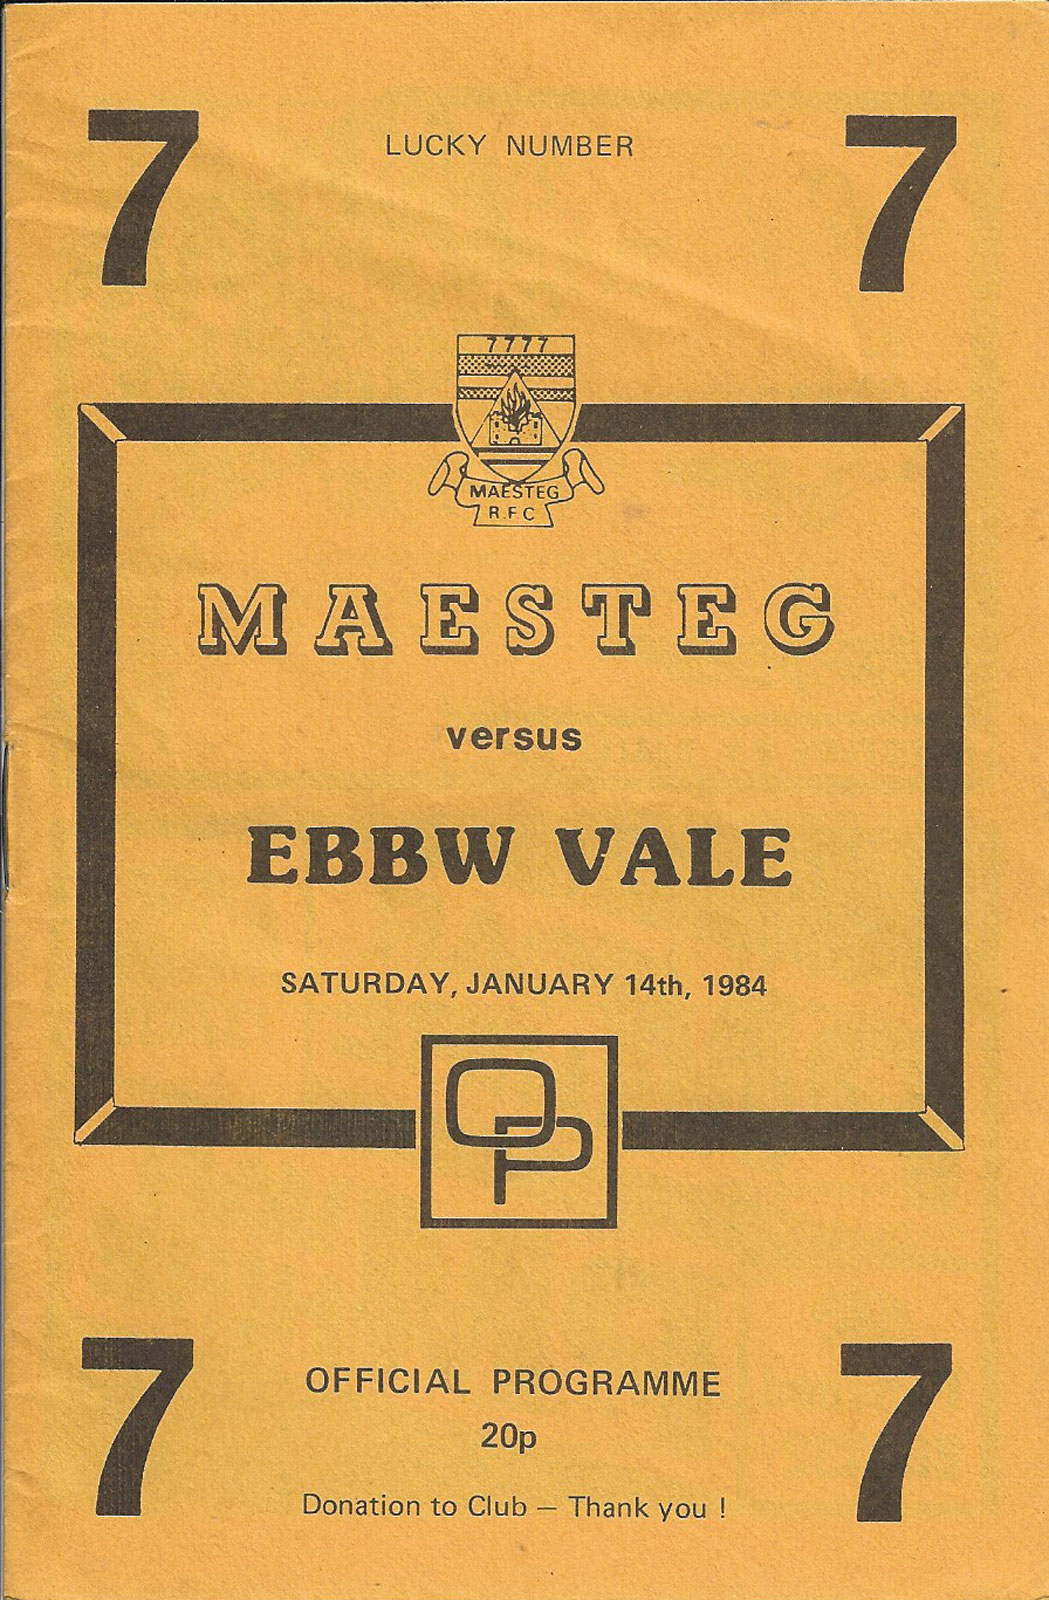 7 LUCKY NUMBER 7
7777
MAESTEG
R.F.C
MAESTEG
versus
EBBW VALE
SATURDAY, JANUARY 14th, 1984
OP
7 OFFICIAL PROGRAMME 7
20p
Donation to Club — Thank you !